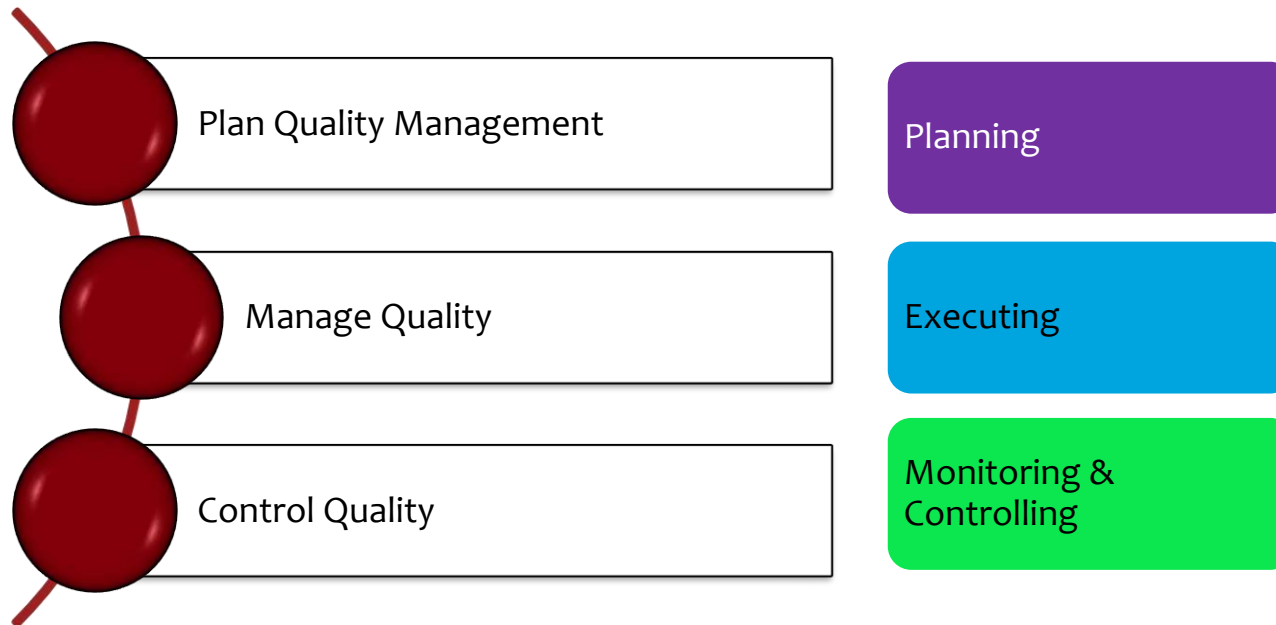 Plan Quality Management
Planning
Manage Quality
Executing
Control Quality
Monitoring &
Controlling